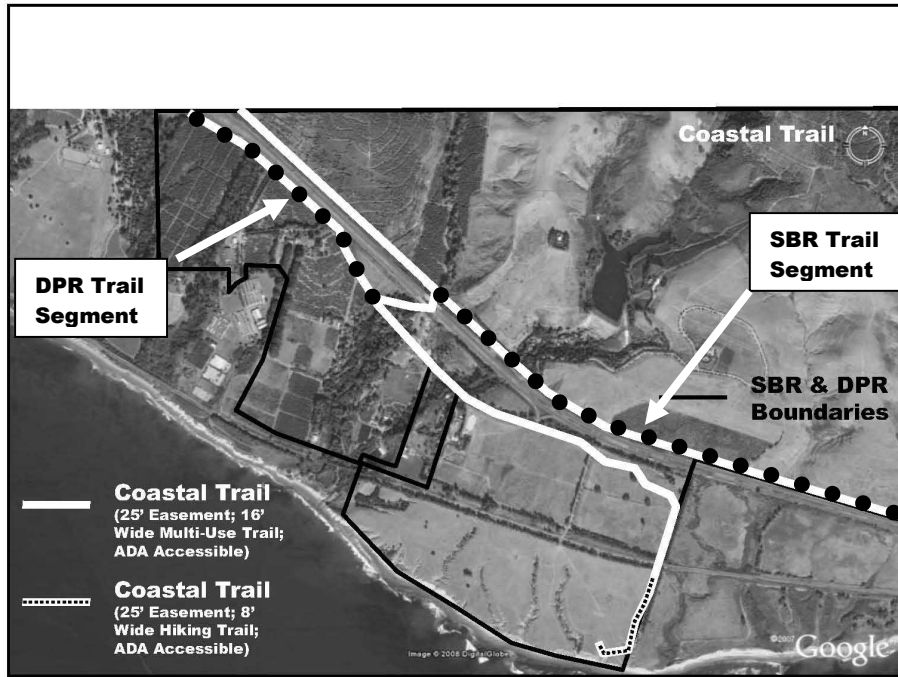 Coastal Trail
N
SBR Trail
Segment
DPR Trail
Segment
SBR & DPR
Boundaries
Coastal Trail
(25' Easement; 16'
Wide Multi-Use Trail;
ADA Accessible)
Coastal Trail
(25' Easement; 8'
Wide Hiking Trail;
ADA Accessible)
Image © 2008 DigitalGlobe
©2007 Google™